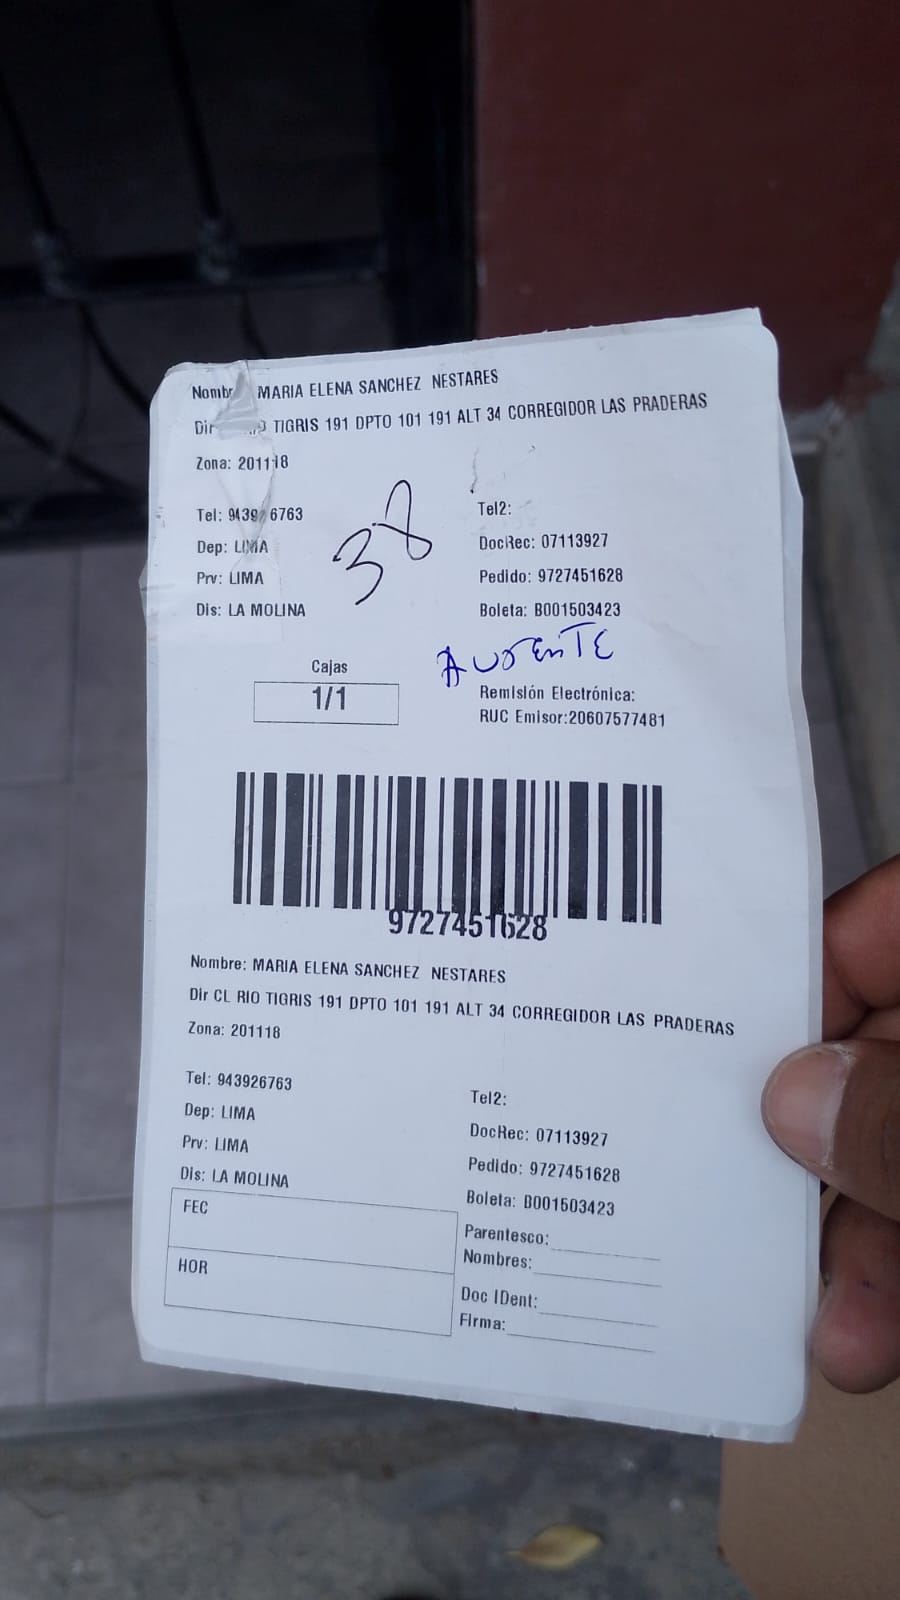 MARIA ELENA SANCHEZ NESTARES
TIGRIS 191 DPTO 101 191 ALT 34 CORREGIDOR LAS PRADERAS
Zona: 201118
Tel: 9439 6763
Tel2:
Dep: LIMA
DocRec: 07113927
Prv: LIMA
Pedido: 9727451628
Dis: LA MOLINA
Boleta: B001503423
38
AUSENTE
Cajas
1/1
Remisión Electrónica:
RUC Emisor:20607577481
9727451628
Nombre: MARIA ELENA SANCHEZ NESTARES
Dir CL RIO TIGRIS 191 DPTO 101 191 ALT 34 CORREGIDOR LAS PRADERAS
Zona: 201118
Tel: 943926763
Tel2:
Dep: LIMA
DocRec: 07113927
Prv: LIMA
Pedido: 9727451628
Dis: LA MOLINA
Boleta: B001503423
FEC
Parentesco:
Nombres:
HOR
Doc IDent:
Firma: